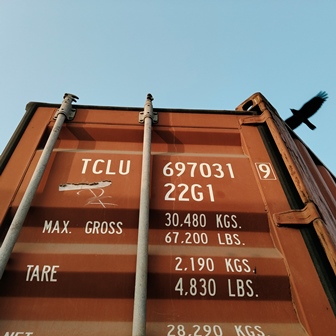 TCLU 697031 9
22G1
MAX. GROSS 30.480 KGS.
67.200 LBS.
TARE 2.190 KGS.
4,830 LBS.
NET 28,290 KGS.